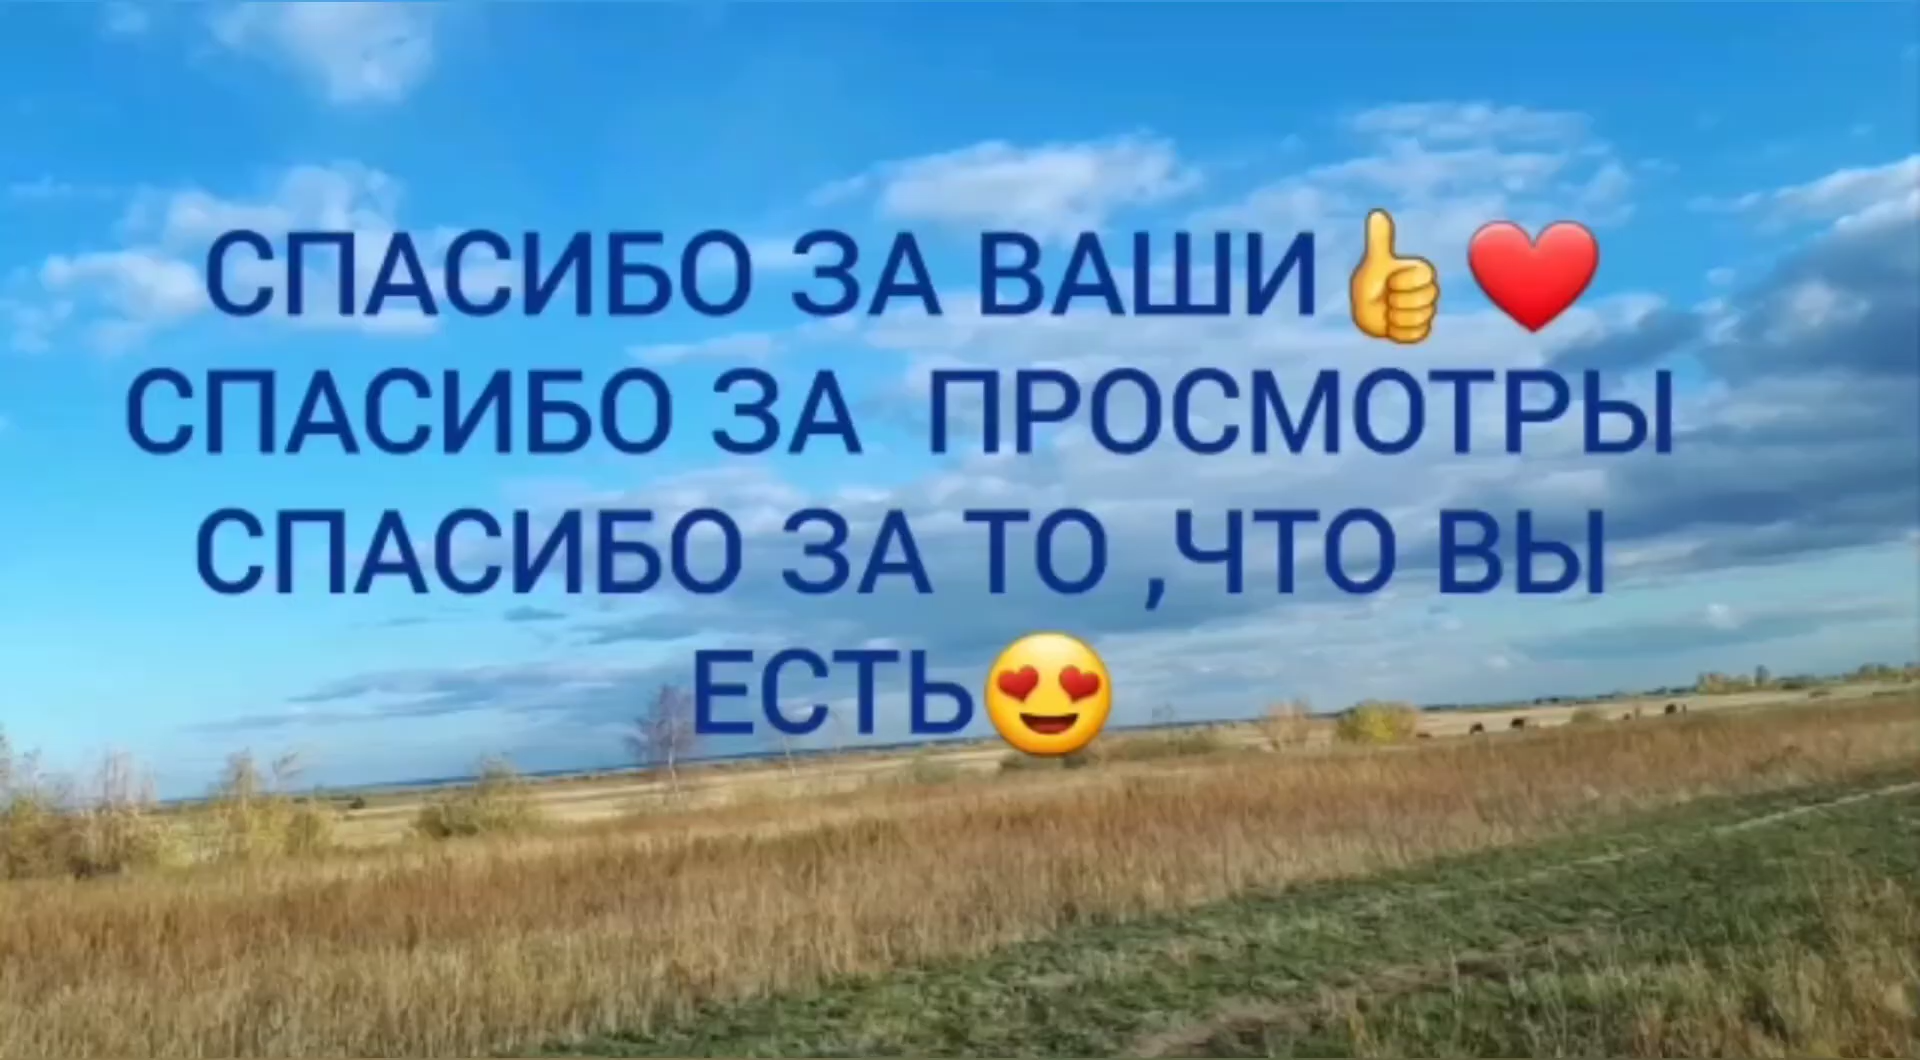 СПАСИБО ЗА ВАШИ👍❤️
СПАСИБО ЗА ПРОСМОТРЫ
СПАСИБО ЗА ТО ,ЧТО ВЫ
ЕСТЬ😍